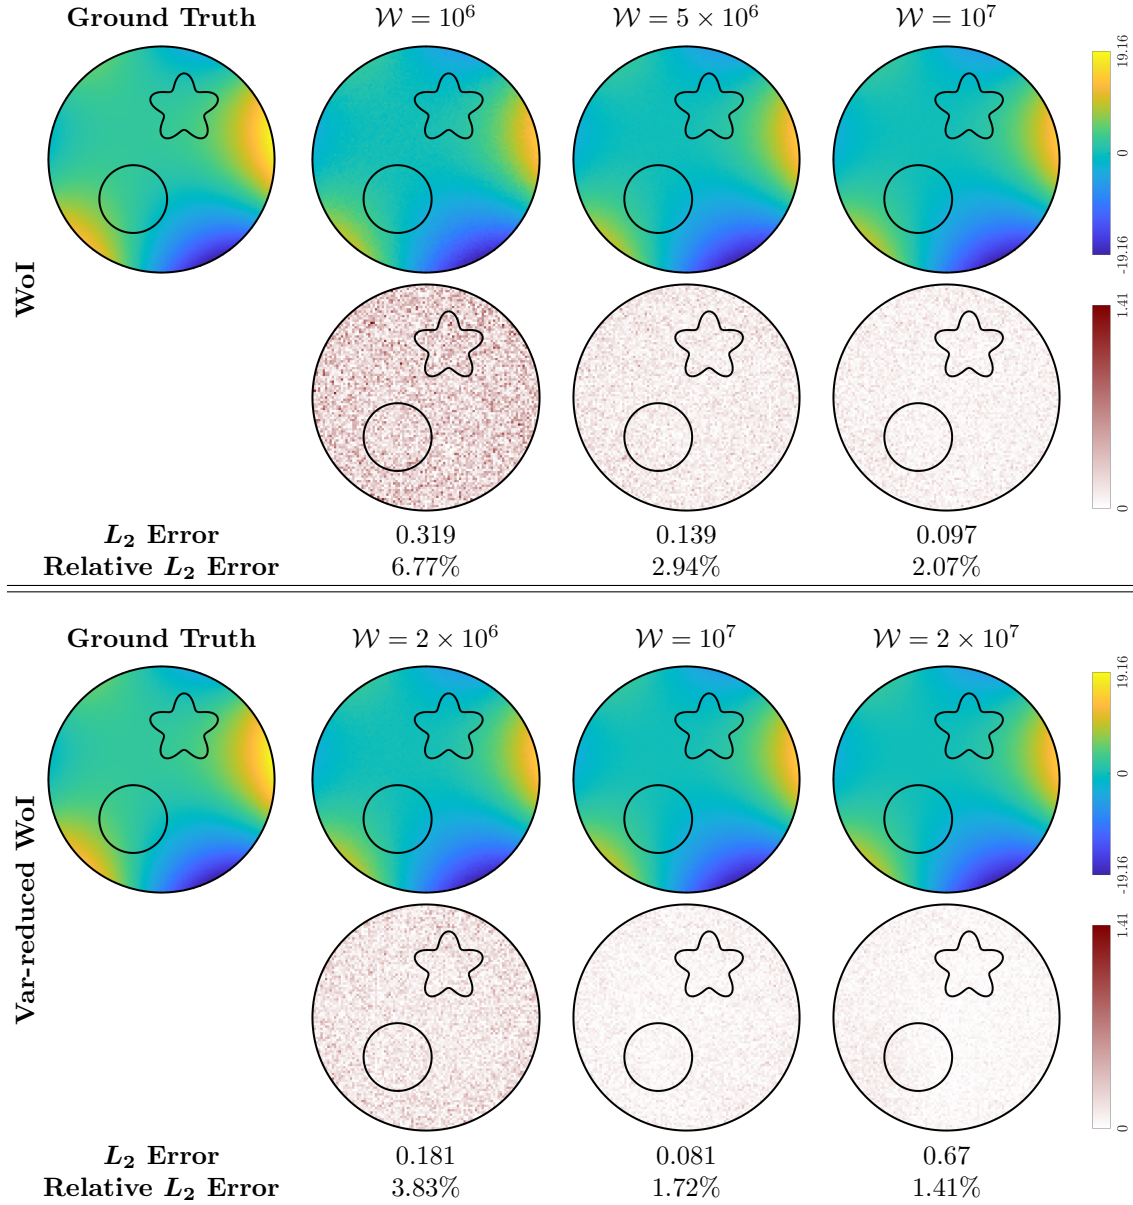 Ground Truth 𝒲 = 10⁶ 𝒲 = 5 × 10⁶ 𝒲 = 10⁷
19.16
0
-19.16
WoI
1.41
0
L₂ Error 0.319 0.139 0.097
Relative L₂ Error 6.77% 2.94% 2.07%
Ground Truth 𝒲 = 2 × 10⁶ 𝒲 = 10⁷ 𝒲 = 2 × 10⁷
19.16
0
-19.16
Var-reduced WoI
1.41
0
L₂ Error 0.181 0.081 0.67
Relative L₂ Error 3.83% 1.72% 1.41%